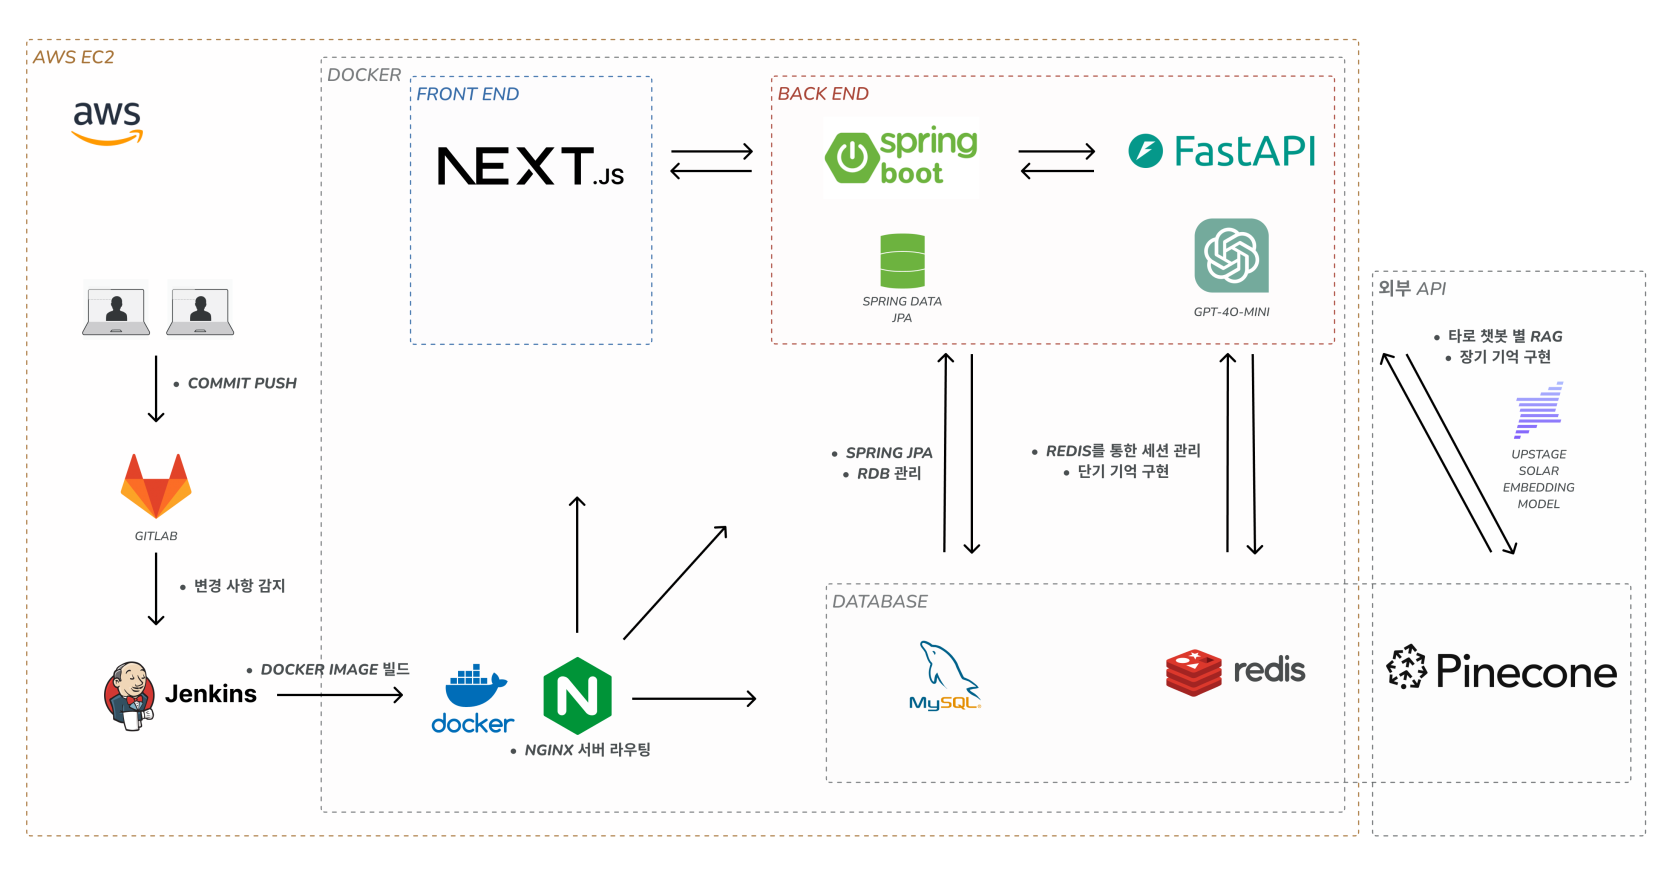 AWS EC2
aws
DOCKER
FRONT END
NEXT.JS
BACK END
spring
boot
FastAPI
SPRING DATA
JPA
GPT-4O-MINI
외부 API
• 타로 챗봇 별 RAG
• 장기 기억 구현
UPSTAGE
SOLAR
EMBEDDING
MODEL
• COMMIT PUSH
GITLAB
• 변경 사항 감지
Jenkins
• DOCKER IMAGE 빌드
docker
N
• NGINX 서버 라우팅
• SPRING JPA
• RDB 관리
• REDIS를 통한 세션 관리
• 단기 기억 구현
DATABASE
MySQL®
redis
Pinecone